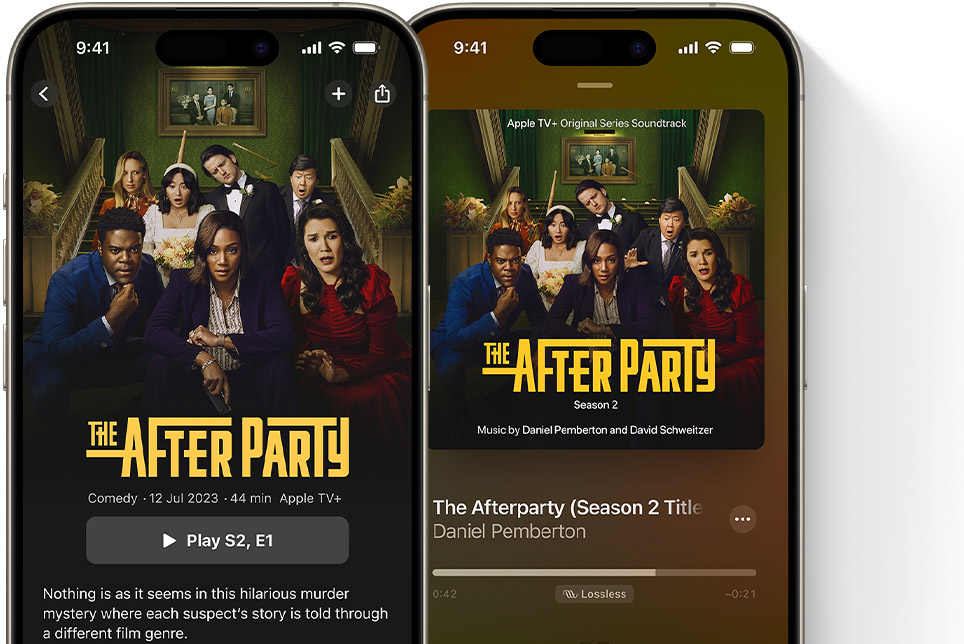 9:41
THE AFTER PARTY
Comedy · 12 Jul 2023 · 44 min Apple TV+
Play S2, E1
Nothing is as it seems in this hilarious murder
mystery where each suspect's story is told through
a different film genre.
9:41
Apple TV+ Original Series Soundtrack
THE AFTER PARTY
Season 2
Music by Daniel Pemberton and David Schweitzer
The Afterparty (Season 2 Title
Daniel Pemberton
0:42
Lossless
–0:21